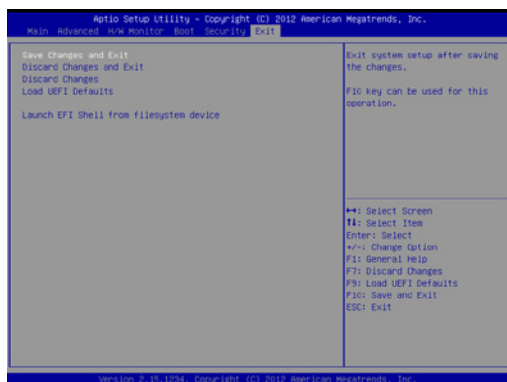 Aptio Setup Utility - Copyright (C) 2012 American Megatrends, Inc.
Main Advanced H/W Monitor Boot Security Exit
Save Changes and Exit
Discard Changes and Exit
Discard Changes
Load UEFI Defaults
Launch EFI Shell from filesystem device
Exit system setup after saving
the changes.
F10 key can be used for this
operation.
↔: Select Screen
↑↓: Select Item
Enter: Select
+/-: Change Option
F1: General Help
F7: Discard Changes
F9: Load UEFI Defaults
F10: Save and Exit
ESC: Exit
Version 2.15.1234. Copyright (C) 2012 American Megatrends, Inc.